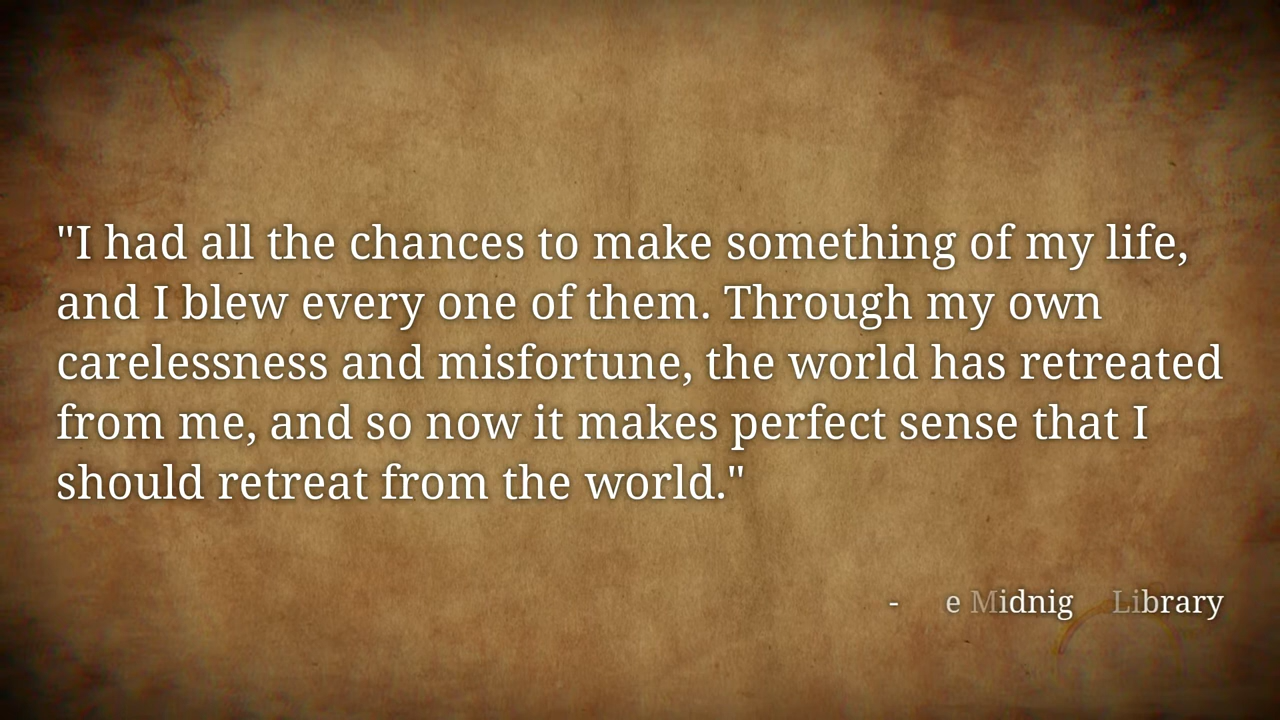 "I had all the chances to make something of my life,
and I blew every one of them. Through my own
carelessness and misfortune, the world has retreated
from me, and so now it makes perfect sense that I
should retreat from the world."
- e Midnig Library